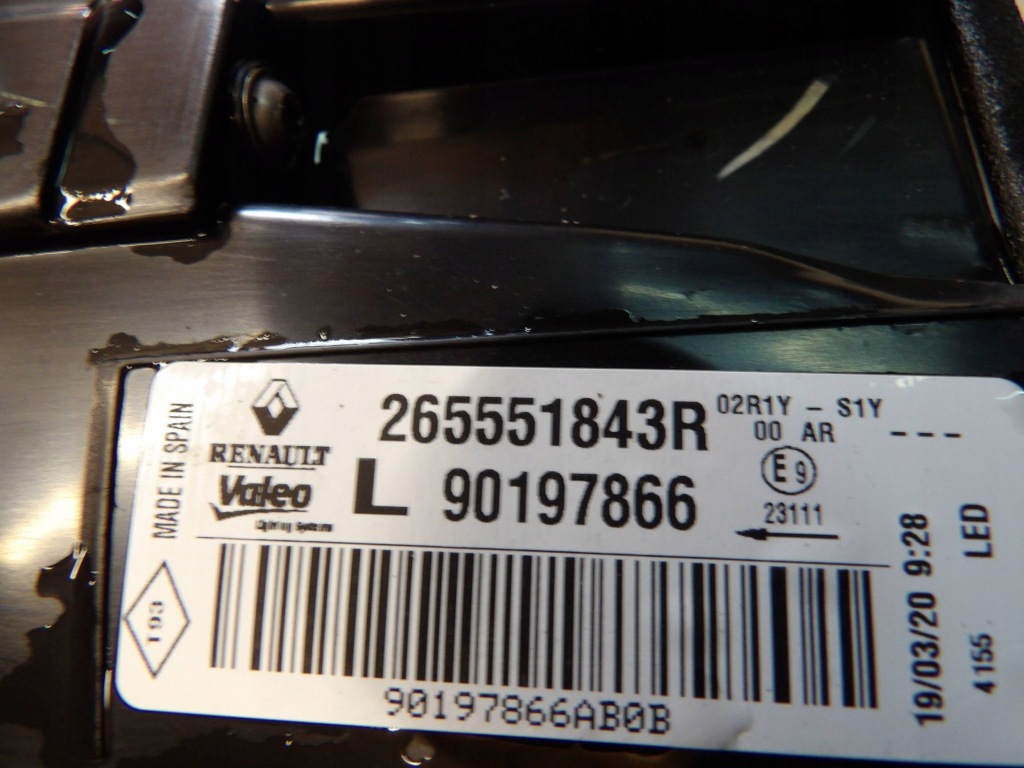 MADE IN SPAIN
RENAULT
Valeo
Lighting Systems
L
265551843R
90197866
02R1Y - S1Y
00 AR
---
E9
23111
193
90197866AB0B
19/03/20 9:28
4155 LED